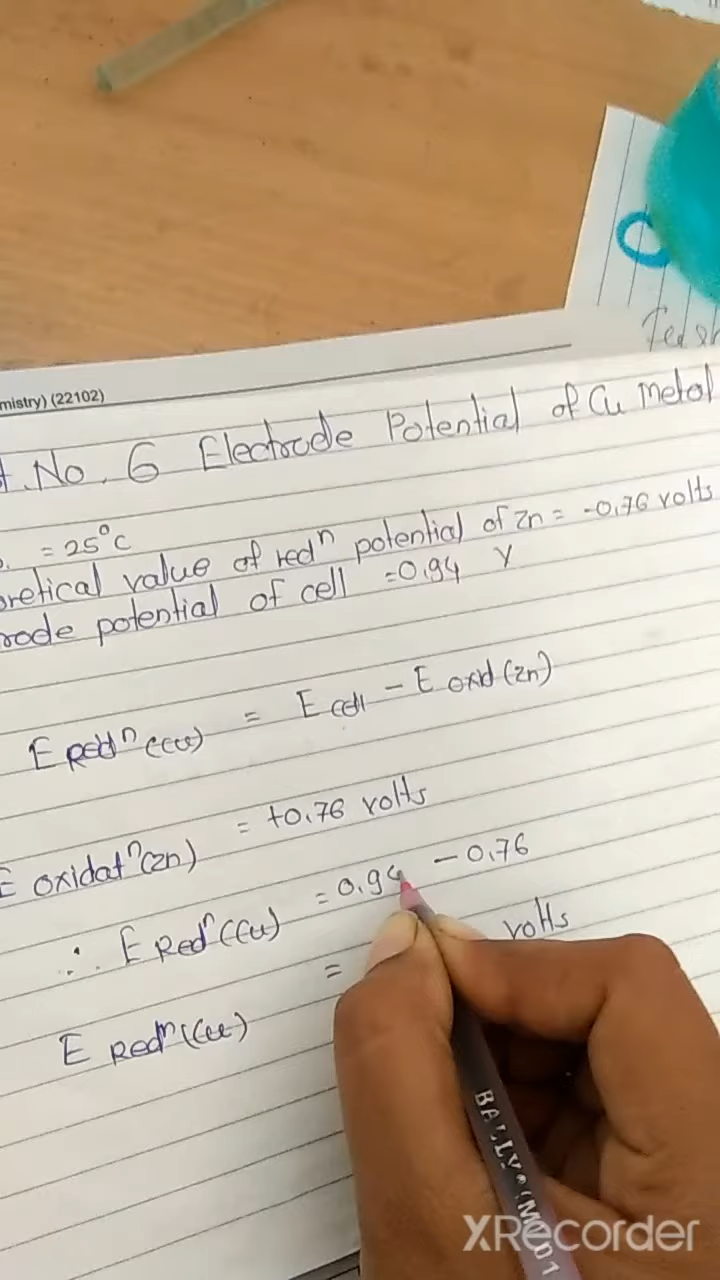 mistry) (22102)
t. No. 6 Electrode Potential of Cu Metal
= 25°C
oretical value of redⁿ potential of Zn = -0.76 volts
rode potential of cell = 0.94 V
E Redⁿ (Cu) = E cell - E oxid (Zn)
E oxidatⁿ (Zn) = +0.76 volts
∴ E Redⁿ (Cu) = 0.94 - 0.76
E Redⁿ (Cu) = volts
BALLY
XRecorder